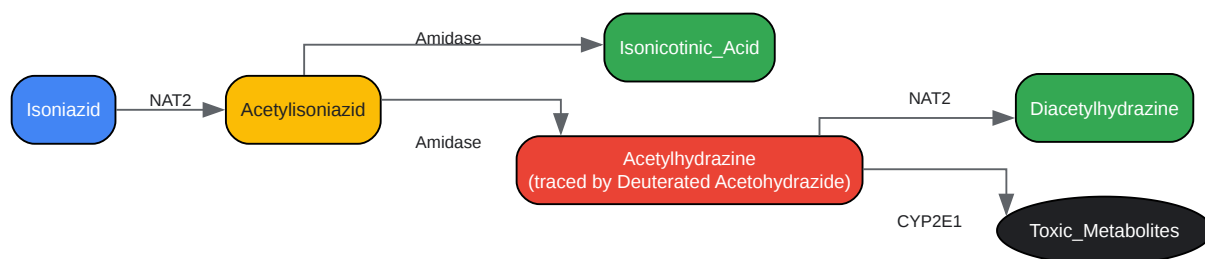 Isoniazid
NAT2
Acetylisoniazid
Amidase
Isonicotinic_Acid
Amidase
Acetylhydrazine
(traced by Deuterated Acetohydrazide)
NAT2
Diacetylhydrazine
CYP2E1
Toxic_Metabolites